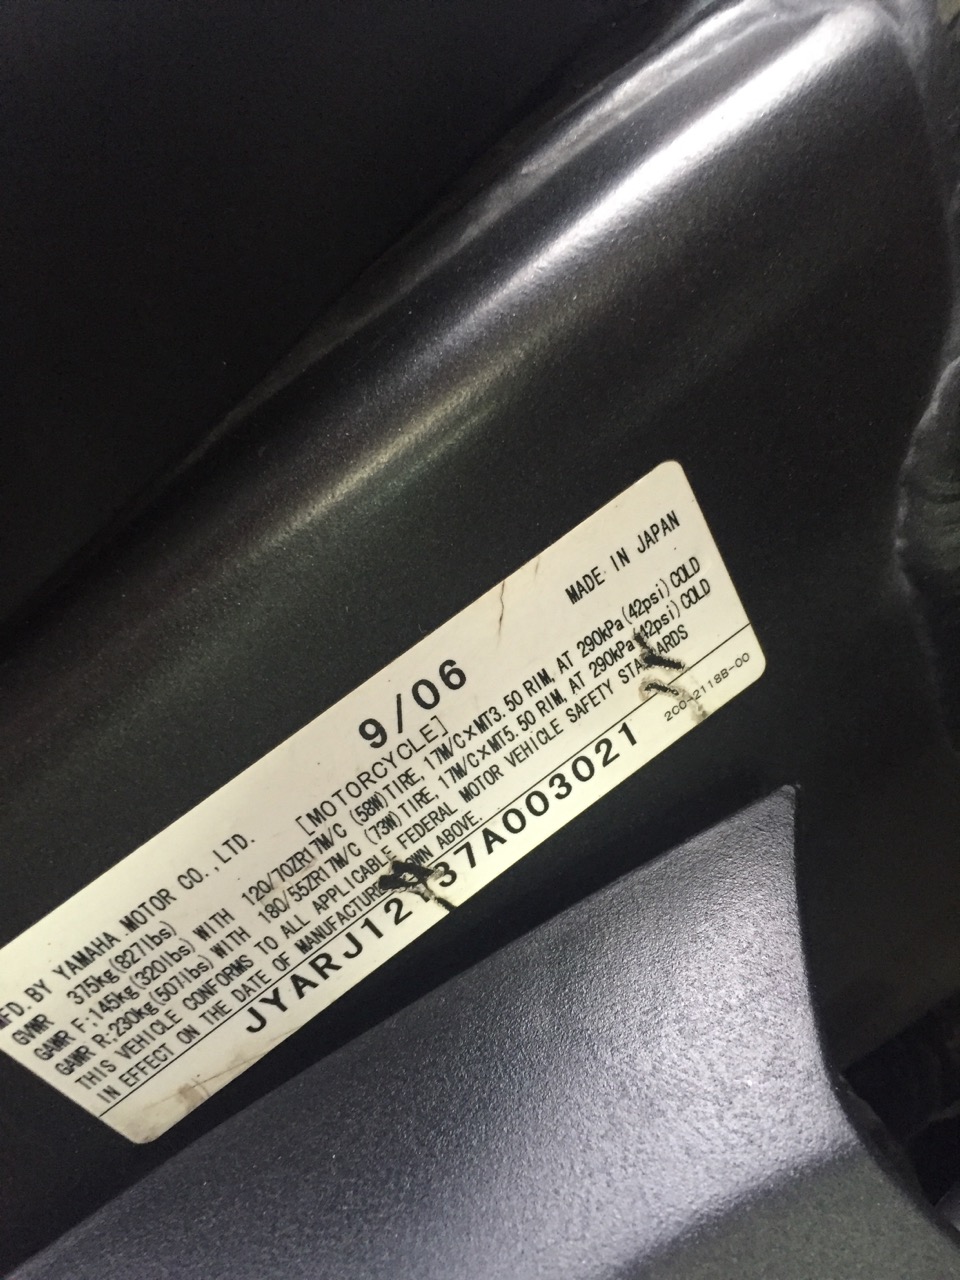 MFD. BY YAMAHA MOTOR CO.,LTD. 9/06 MADE IN JAPAN
GVWR 375kg(827lbs) [MOTORCYCLE]
GAWR F:145kg(320lbs) WITH 120/70ZR17M/C (58W)TIRE, 17M/C×MT3.50 RIM, AT 290kPa(42psi)COLD
GAWR R:230kg(507lbs) WITH 180/55ZR17M/C (73W)TIRE, 17M/C×MT5.50 RIM, AT 290kPa(42psi)COLD
THIS VEHICLE CONFORMS TO ALL APPLICABLE FEDERAL MOTOR VEHICLE SAFETY STANDARDS
IN EFFECT ON THE DATE OF MANUFACTURE SHOWN ABOVE.
2C0-2118B-00
JYARJ12 37A003021